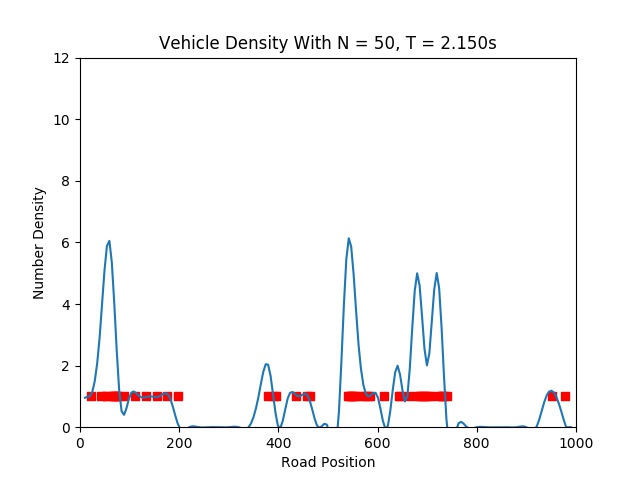 Vehicle Density With N = 50, T = 2.150s
12
10
8
6
4
2
0
Number Density
0 200 400 600 800 1000
Road Position